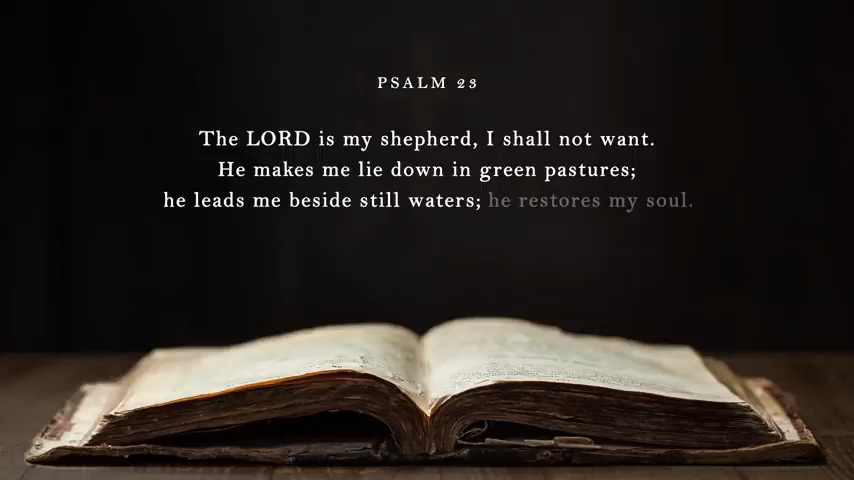 PSALM 23
The LORD is my shepherd, I shall not want.
He makes me lie down in green pastures;
he leads me beside still waters; he restores my soul.